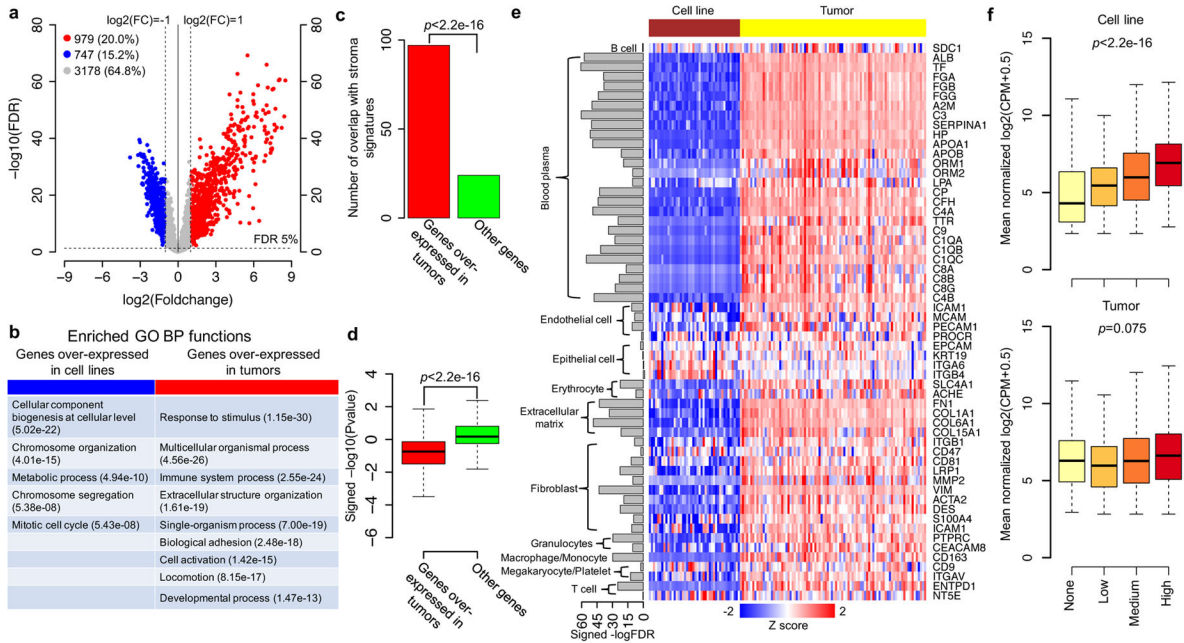 a
log2(FC)=-1
log2(FC)=1
979 (20.0%)
747 (15.2%)
3178 (64.8%)
80
60
40
20
0
80
60
40
20
0
-log10(FDR)
FDR 5%
-9
-6
-3
0
3
6
9
log2(Foldchange)
b
Enriched GO BP functions
Genes over-expressed
in cell lines
Genes over-expressed
in tumors
Cellular component
biogenesis at cellular level
(5.02e-22)
Response to stimulus (1.15e-30)
Chromosome organization
(4.01e-15)
Multicellular organismal process
(4.56e-26)
Metabolic process (4.94e-10)
Immune system process (2.55e-24)
Chromosome segregation
(5.38e-08)
Extracellular structure organization
(1.61e-19)
Mitotic cell cycle (5.43e-08)
Single-organism process (7.00e-19)
Biological adhesion (2.48e-18)
Cell activation (1.42e-15)
Locomotion (8.15e-17)
Developmental process (1.47e-13)
c
p<2.2e-16
Number of overlap with stroma
signatures
100
50
0
Genes over-
expressed in
tumors
Other genes
d
p<2.2e-16
Signed -log10(Pvalue)
4
2
0
-2
-4
-6
Genes over-
expressed in
tumors
Other genes
e
Cell line
Tumor
B cell
Blood plasma
Endothelial cell
Epithelial cell
Erythrocyte
Extracellular
matrix
Fibroblast
Granulocytes
Macrophage/Monocyte
Megakaryocyte/Platelet
T cell
SDC1
ALB
TF
FGA
FGB
FGG
A2M
C3
SERPINA1
HP
APOA1
APOB
ORM1
ORM2
LPA
CP
CFH
C4A
TTR
C9
C1QA
C1QB
C1QC
C8A
C8B
C8G
C4B
ICAM1
MCAM
PECAM1
PROCR
EPCAM
KRT19
ITGA6
ITGB4
SLC4A1
ACHE
FN1
COL1A1
COL6A1
COL15A1
ITGB1
CD47
CD81
LRP1
MMP2
VIM
ACTA2
DES
S100A4
ICAM1
PTPRC
CEACAM8
CD163
CD9
ITGAV
ENTPD1
NT5E
60
45
30
15
0
Signed -logFDR
-2
2
Z score
f
Cell line
p<2.2e-16
Mean normalized log2(CPM+0.5)
15
10
5
0
Tumor
p=0.075
Mean normalized log2(CPM+0.5)
15
10
5
0
None
Low
Medium
High